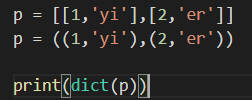 p = [[1,'yi'],[2,'er']]
p = ((1,'yi'),(2,'er'))
print(dict(p))